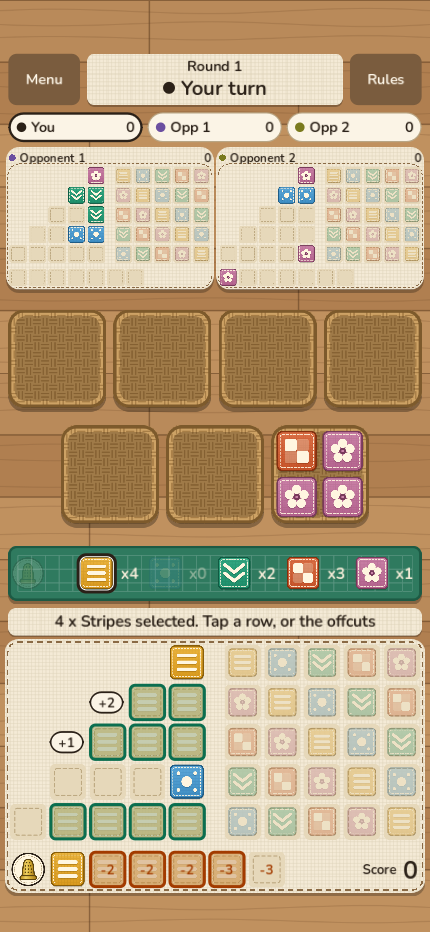 Menu
Round 1
Your turn
Rules
You 0
Opp 1 0
Opp 2 0
Opponent 1 0
Opponent 2 0
x4
x0
x2
x3
x1
4 x Stripes selected. Tap a row, or the offcuts
+2
+1
-2 -2 -2 -3 -3
Score 0